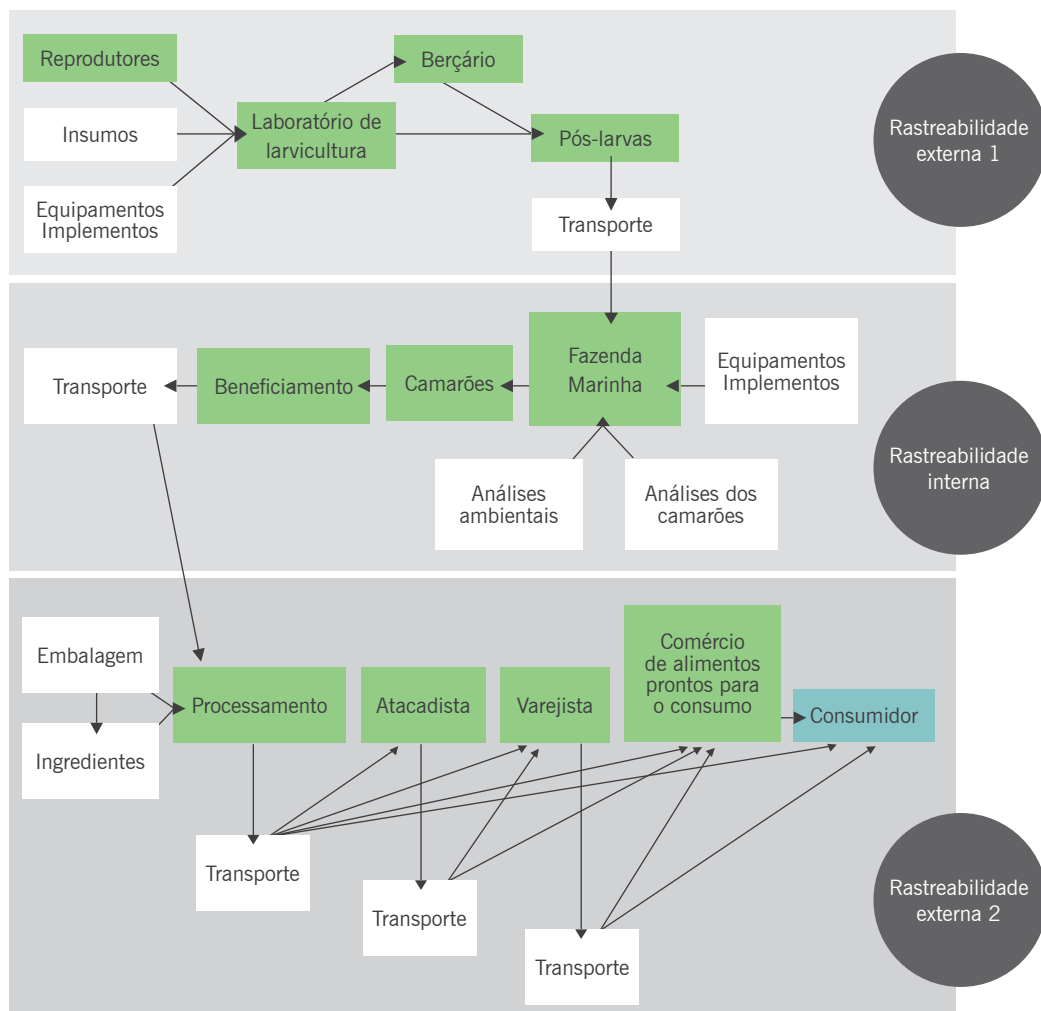 Reprodutores
Berçário
Insumos
Laboratório de
larvicultura
Pós-larvas
Rastreabilidade
externa 1
Equipamentos
Implementos
Transporte
Transporte
Beneficiamento
Camarões
Fazenda
Marinha
Equipamentos
Implementos
Rastreabilidade
interna
Análises
ambientais
Análises dos
camarões
Embalagem
Ingredientes
Processamento
Atacadista
Varejista
Comércio
de alimentos
prontos para
o consumo
Consumidor
Transporte
Transporte
Transporte
Rastreabilidade
externa 2